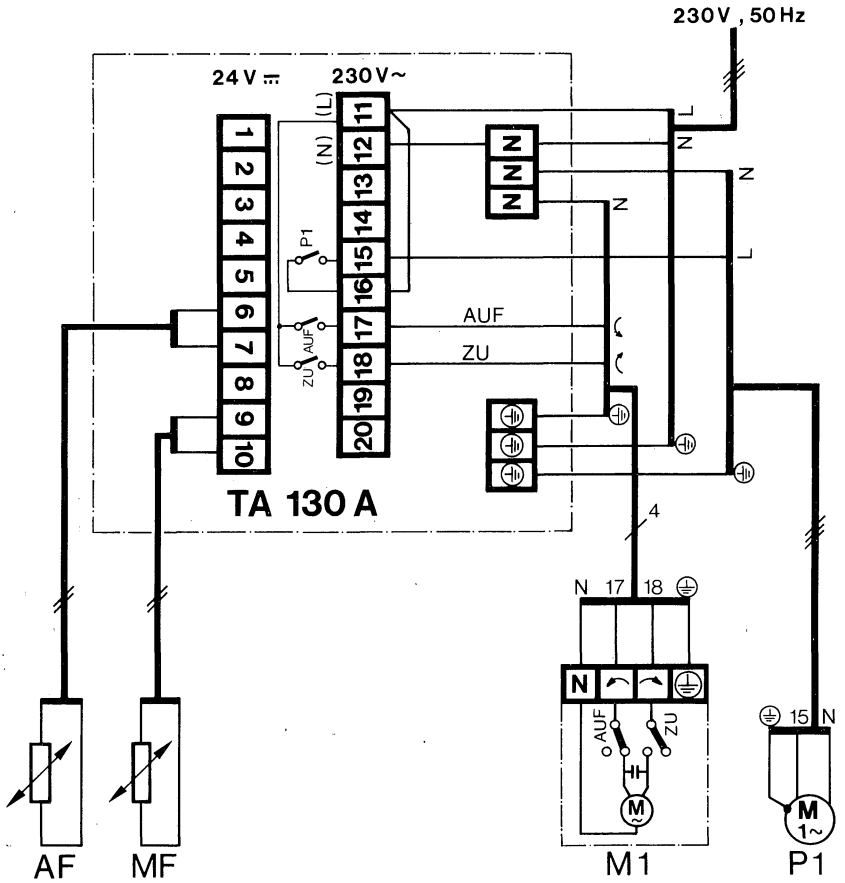 230V, 50Hz
24V 230V~
(L)
(N)
1
2
3
4
5
6
7
8
9
10
11
12
13
14
15
16
17
18
19
20
P1
AUF
ZU
N
N
N
L
N
N
N
L
AUF
ZU
TA 130 A
4
N 17 18
N
AUF
ZU
M
~
15 N
M
1~
AF
MF
M1
P1